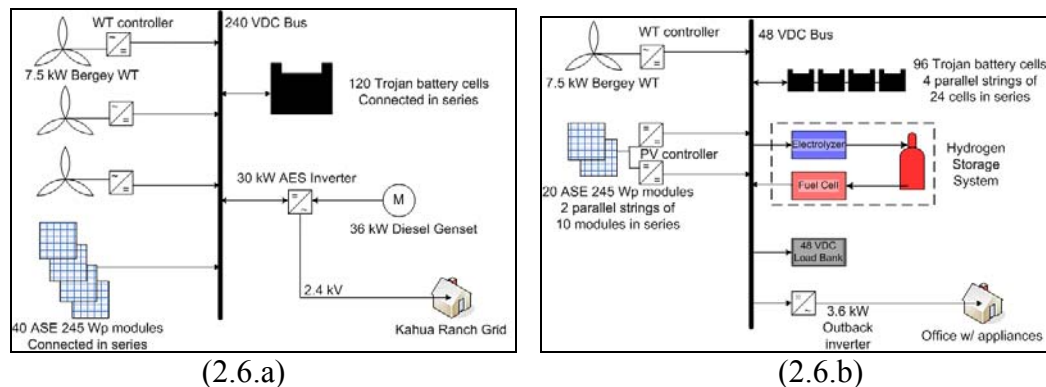 WT controller
240 VDC Bus
7.5 kW Bergey WT
120 Trojan battery cells
Connected in series
30 kW AES Inverter
M
36 kW Diesel Genset
2.4 kV
40 ASE 245 Wp modules
Connected in series
Kahua Ranch Grid
(2.6.a)
WT controller
48 VDC Bus
7.5 kW Bergey WT
96 Trojan battery cells
4 parallel strings of
24 cells in series
PV controller
Electrolyzer
Fuel Cell
Hydrogen
Storage
System
20 ASE 245 Wp modules
2 parallel strings of
10 modules in series
48 VDC
Load Bank
3.6 kW
Outback
inverter
Office w/ appliances
(2.6.b)